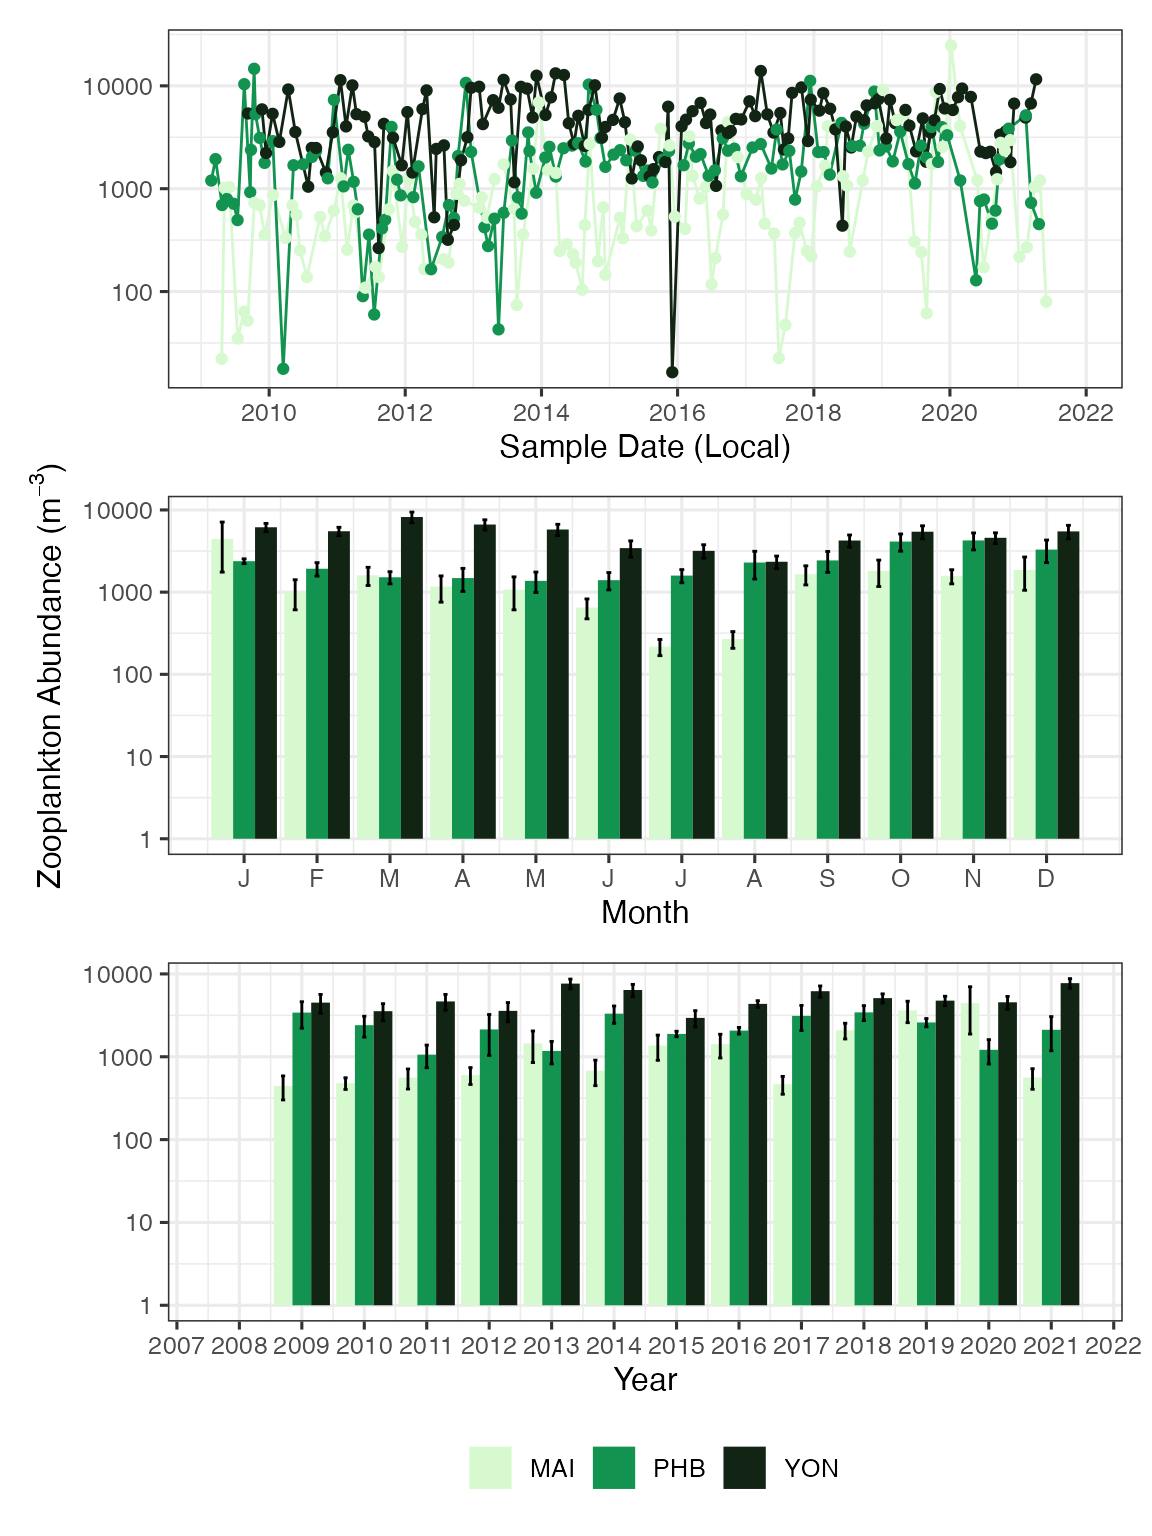 10000
1000
100
2010 2012 2014 2016 2018 2020 2022
Sample Date (Local)
Zooplankton Abundance (m⁻³)
10000
1000
100
10
1
J F M A M J J A S O N D
Month
10000
1000
100
10
1
2007 2008 2009 2010 2011 2012 2013 2014 2015 2016 2017 2018 2019 2020 2021 2022
Year
MAI PHB YON